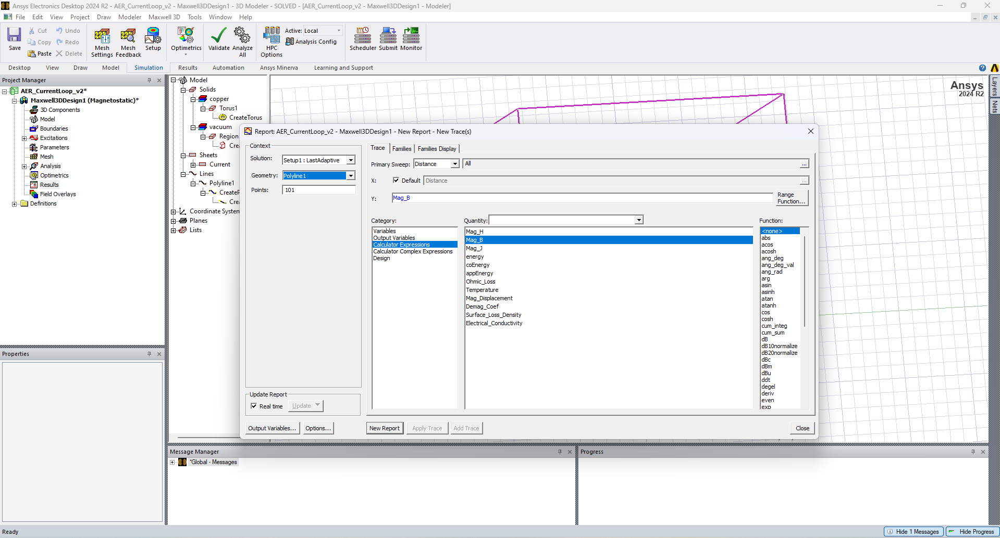 Ansys Electronics Desktop 2024 R2 - AER_CurrentLoop_v2 - Maxwell3DDesign1 - 3D Modeler - SOLVED - [AER_CurrentLoop_v2 - Maxwell3DDesign1 - Modeler]
File Edit View Project Draw Modeler Maxwell 3D Tools Window Help
Save
Cut
Copy
Paste
Undo
Redo
Delete
Mesh Settings
Mesh Feedback
Setup
Optimetrics
Validate
Analyze All
HPC Options
Active: Local
Analysis Config
Scheduler
Submit
Monitor
Desktop View Draw Model Simulation Results Automation Ansys Minerva Learning and Support
Project Manager
AER_CurrentLoop_v2*
Maxwell3DDesign1 (Magnetostatic)*
3D Components
Model
Boundaries
Excitations
Parameters
Mesh
Analysis
Optimetrics
Results
Field Overlays
Definitions
Properties
Model
Solids
copper
Torus1
CreateTorus
vacuum
Region
Crea
Sheets
Current
Lines
Polyline1
CreateP
Crea
Coordinate System
Planes
Lists
Ansys
2024 R2
Layers
Nets
Report: AER_CurrentLoop_v2 - Maxwell3DDesign1 - New Report - New Trace(s)
Context
Solution: Setup1 : LastAdaptive
Geometry: Polyline1
Points: 101
Update Report
Real time Update
Output Variables... Options...
Trace Families Families Display
Primary Sweep: Distance All ...
X: Default Distance ...
Y: Mag_B
Range Function...
Category:
Variables
Output Variables
Calculator Expressions
Calculator Complex Expressions
Design
Quantity:
Mag_H
Mag_B
Mag_J
energy
coEnergy
appEnergy
Ohmic_Loss
Temperature
Mag_Displacement
Demag_Coef
Surface_Loss_Density
Electrical_Conductivity
Function:
<none>
abs
acos
acosh
ang_deg
ang_deg_val
ang_rad
arg
asin
asinh
atan
atanh
cos
cosh
cum_integ
cum_sum
dB
dB10normalize
dB20normalize
dBc
dBm
dBu
ddt
degel
deriv
even
exp
New Report Apply Trace Add Trace Close
Message Manager
*Global - Messages
Progress
Ready
Hide 1 Messages Hide Progress